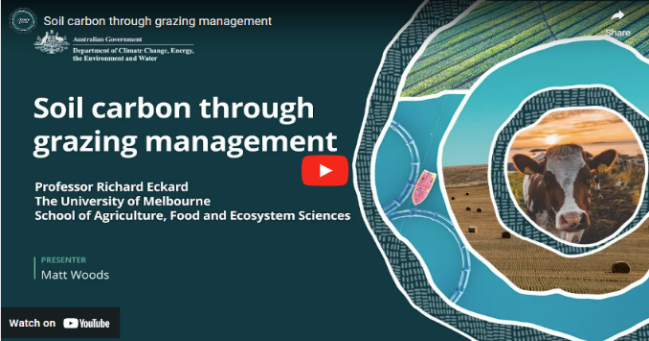 Soil carbon through grazing management
Share
Australian Government
Department of Climate Change, Energy,
the Environment and Water
Soil carbon through
grazing management
Professor Richard Eckard
The University of Melbourne
School of Agriculture, Food and Ecosystem Sciences
PRESENTER
Matt Woods
Watch on YouTube